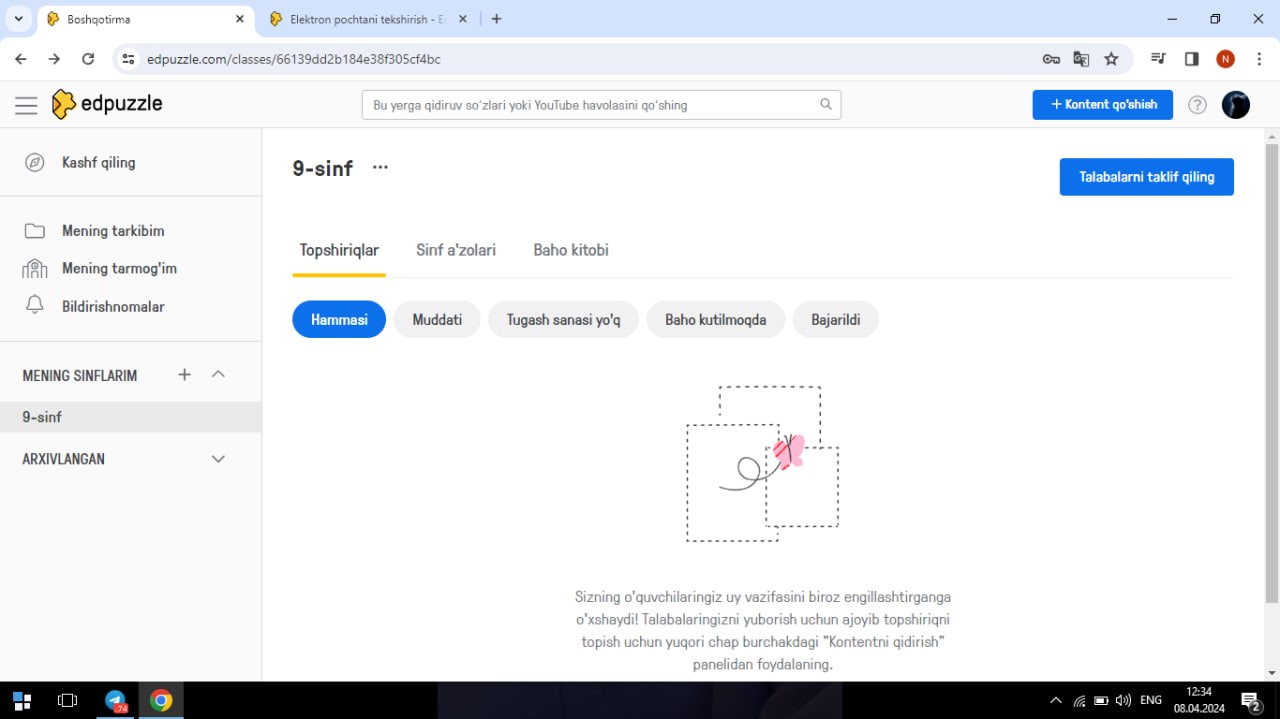 Boshqotirma
Elektron pochtani tekshirish - E
edpuzzle.com/classes/66139dd2b184e38f305cf4bc
N
edpuzzle
Bu yerga qidiruv so'zlari yoki YouTube havolasini qo'shing
+ Kontent qo'shish
?
Kashf qiling
Mening tarkibim
Mening tarmog'im
Bildirishnomalar
MENING SINFLARIM
9-sinf
ARXIVLANGAN
9-sinf ...
Talabalarni taklif qiling
Topshiriqlar Sinf a'zolari Baho kitobi
Hammasi Muddati Tugash sanasi yo'q Baho kutilmoqda Bajarildi
Sizning o'quvchilaringiz uy vazifasini biroz engillashtirganga
o'xshaydi! Talabalaringizni yuborish uchun ajoyib topshiriqni
topish uchun yuqori chap burchakdagi "Kontentni qidirish"
panelidan foydalaning.
74
ENG
12:34
08.04.2024
2